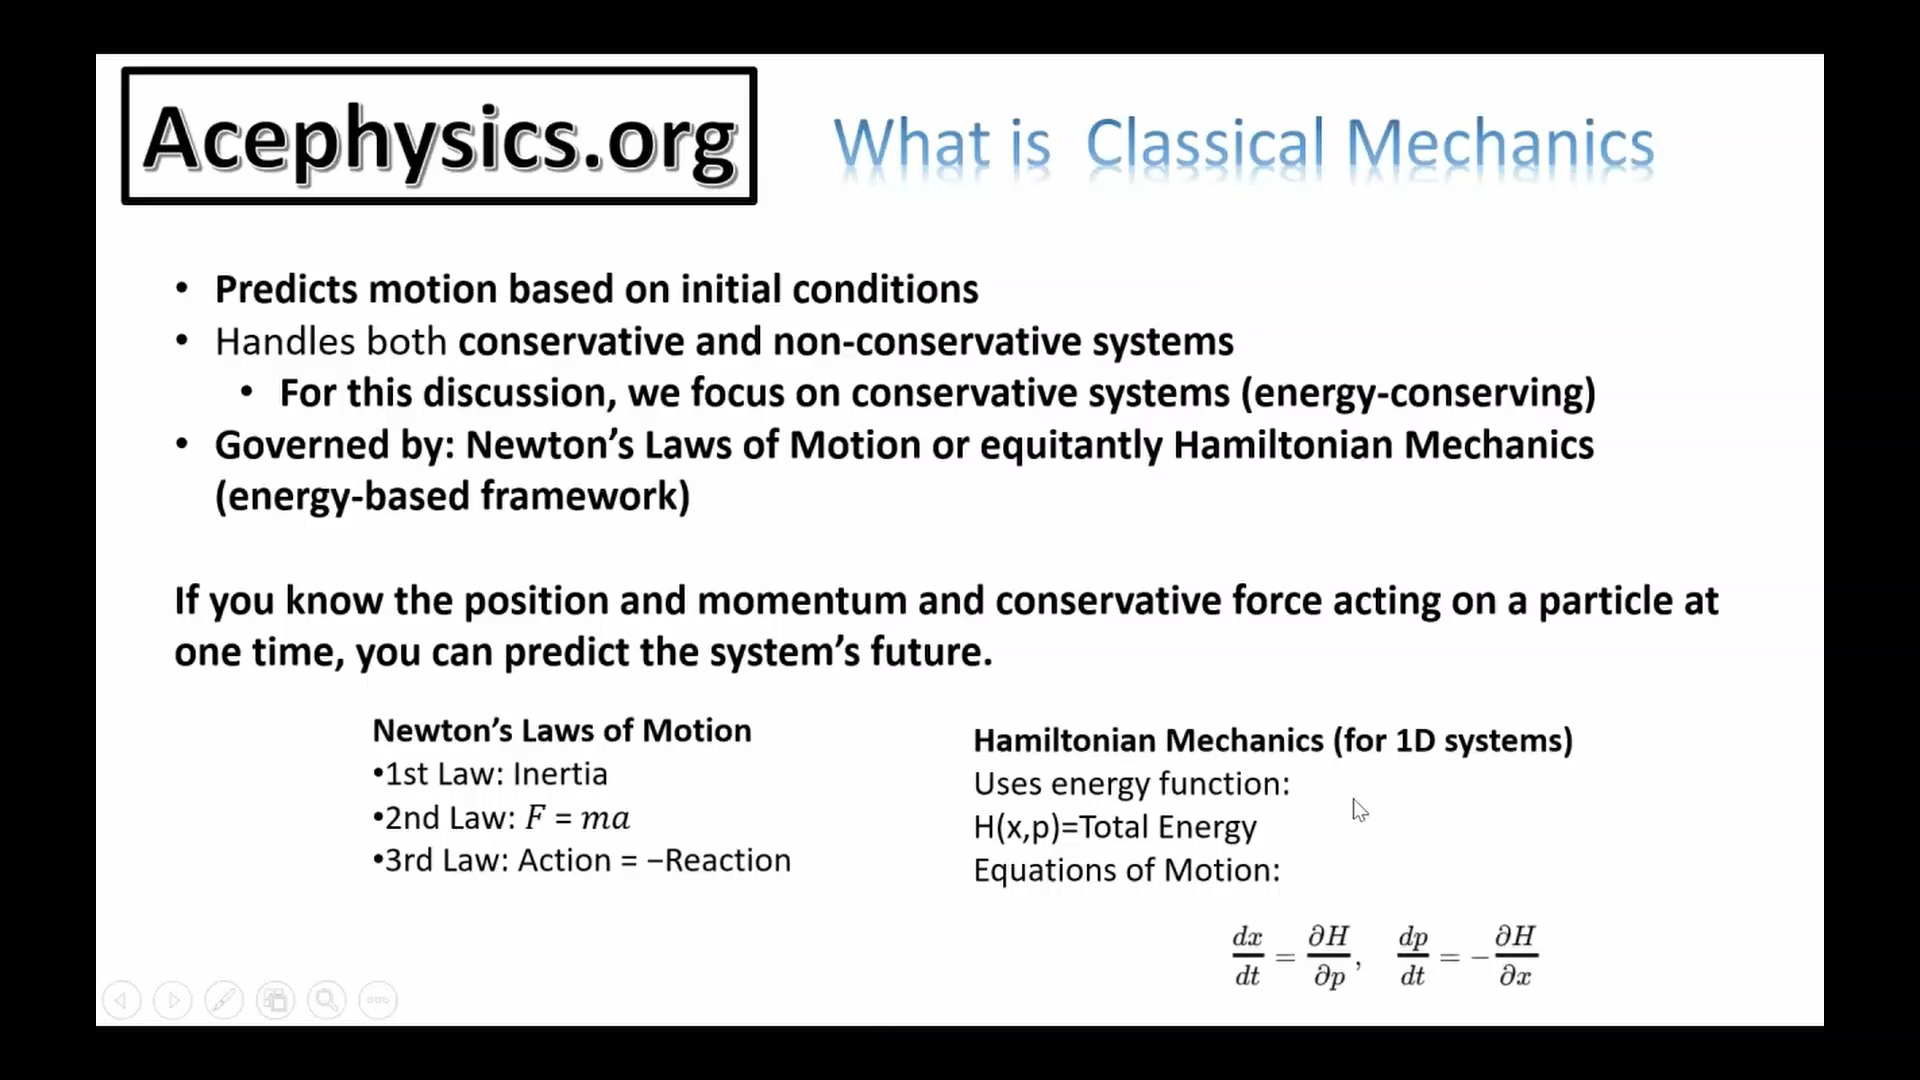 Acephysics.org
What is Classical Mechanics
• Predicts motion based on initial conditions
• Handles both conservative and non-conservative systems
• For this discussion, we focus on conservative systems (energy-conserving)
• Governed by: Newton’s Laws of Motion or equitantly Hamiltonian Mechanics
(energy-based framework)
If you know the position and momentum and conservative force acting on a particle at
one time, you can predict the system’s future.
Newton’s Laws of Motion
•1st Law: Inertia
•2nd Law: F = ma
•3rd Law: Action = −Reaction
Hamiltonian Mechanics (for 1D systems)
Uses energy function:
H(x,p)=Total Energy
Equations of Motion:
dx/dt = ∂H/∂p, dp/dt = −∂H/∂x